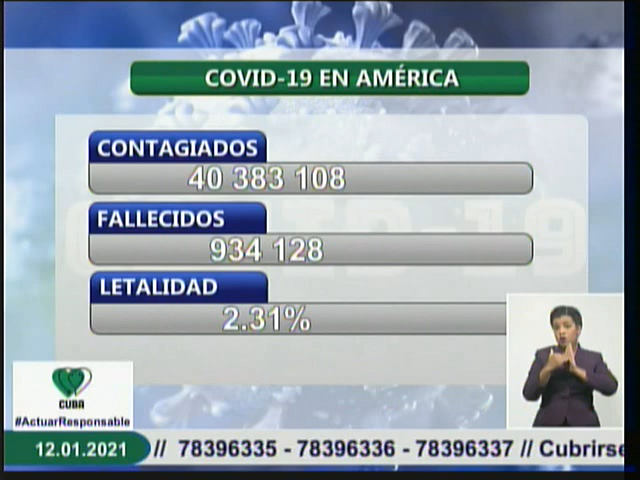 COVID-19 EN AMÉRICA
CONTAGIADOS
40 383 108
FALLECIDOS
934 128
LETALIDAD
2.31%
CUBA
#ActuarResponsable
12.01.2021 // 78396335 - 78396336 - 78396337 // Cubrirse